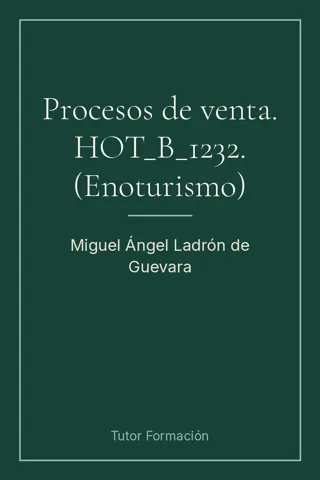 Procesos de venta.
HOT_B_1232.
(Enoturismo)
Miguel Ángel Ladrón de
Guevara
Tutor Formación